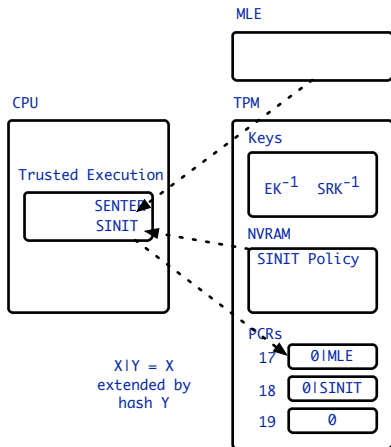 MLE
CPU
TPM
Keys
EK-1 SRK-1
Trusted Execution
SENTER
SINIT
NVRAM
SINIT Policy
X|Y = X
extended by
hash Y
PCRs
17 0|MLE
18 0|SINIT
19 0